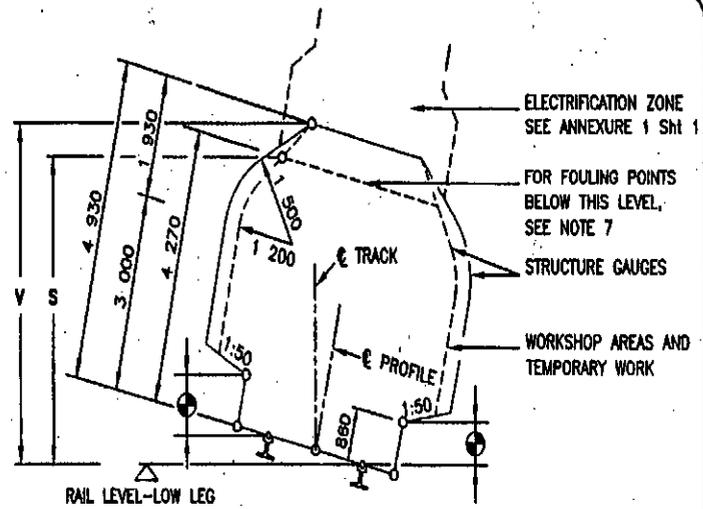 ELECTRIFICATION ZONE
SEE ANNEXURE 1 Sht 1
FOR FOULING POINTS
BELOW THIS LEVEL,
SEE NOTE 7
STRUCTURE GAUGES
WORKSHOP AREAS AND
TEMPORARY WORK
1 930
4 930
3 000
4 270
1 500
1 200
V
S
℄ TRACK
℄ PROFILE
1:50
1:50
860
RAIL LEVEL-LOW LEG